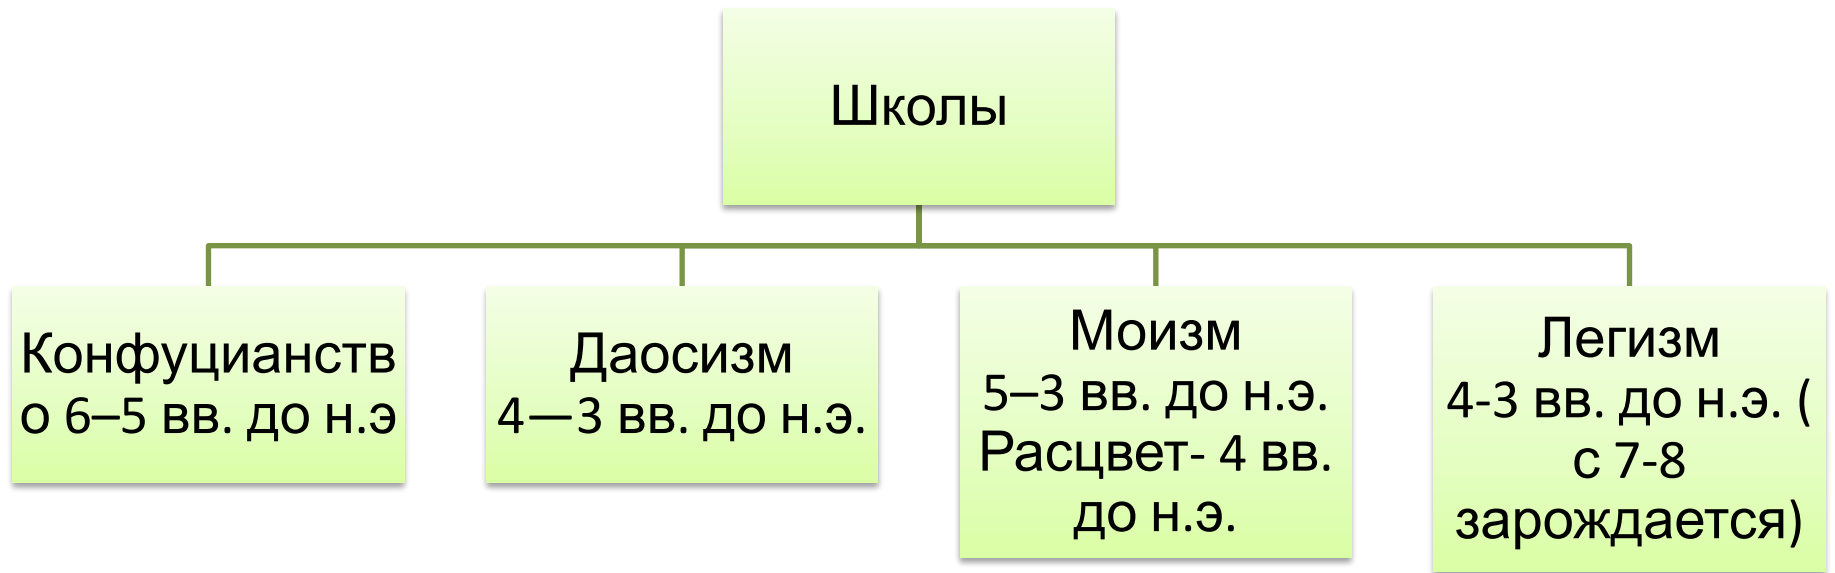 Школы
Конфуцианств
о 6–5 вв. до н.э
Даосизм
4—3 вв. до н.э.
Моизм
5–3 вв. до н.э.
Расцвет- 4 вв.
до н.э.
Легизм
4-3 вв. до н.э. (
с 7-8
зарождается)